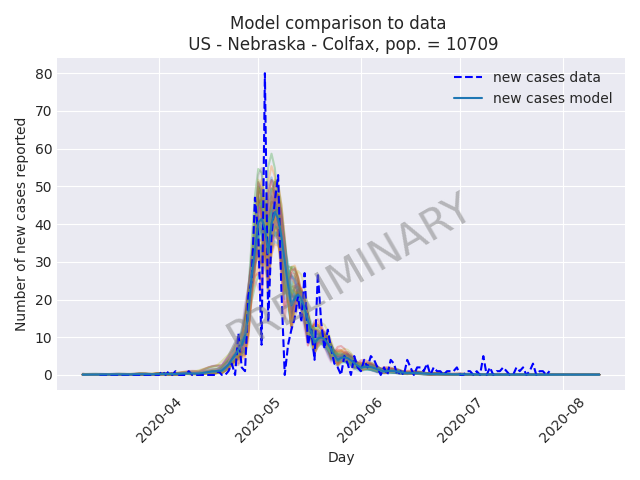 Model comparison to data
US - Nebraska - Colfax, pop. = 10709
new cases data
new cases model
Number of new cases reported
80
70
60
50
40
30
20
10
0
PRELIMINARY
2020-04
2020-05
2020-06
2020-07
2020-08
Day